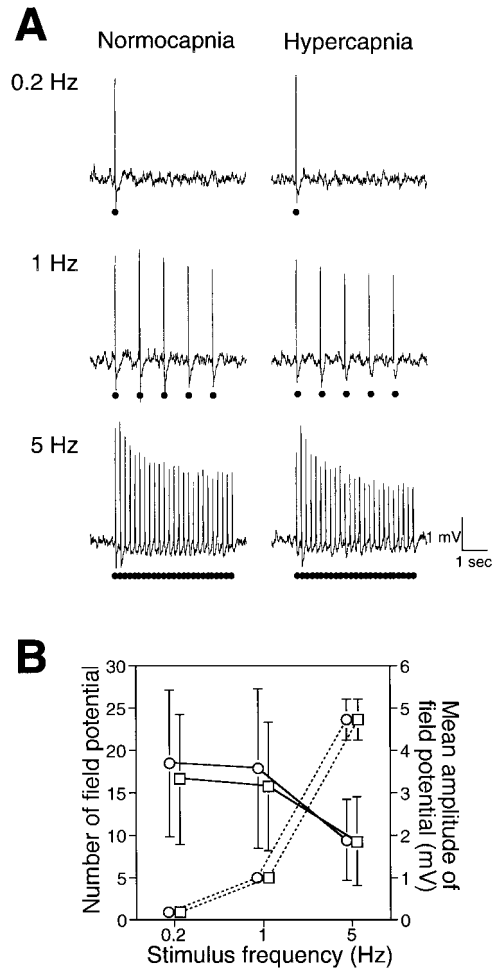 A
Normocapnia Hypercapnia
0.2 Hz
1 Hz
5 Hz
1 mV
1 sec
B
Number of field potential
30
25
20
15
10
5
0
6
5
4
3
2
1
0
Mean amplitude of
field potential (mV)
0.2 1 5
Stimulus frequency (Hz)